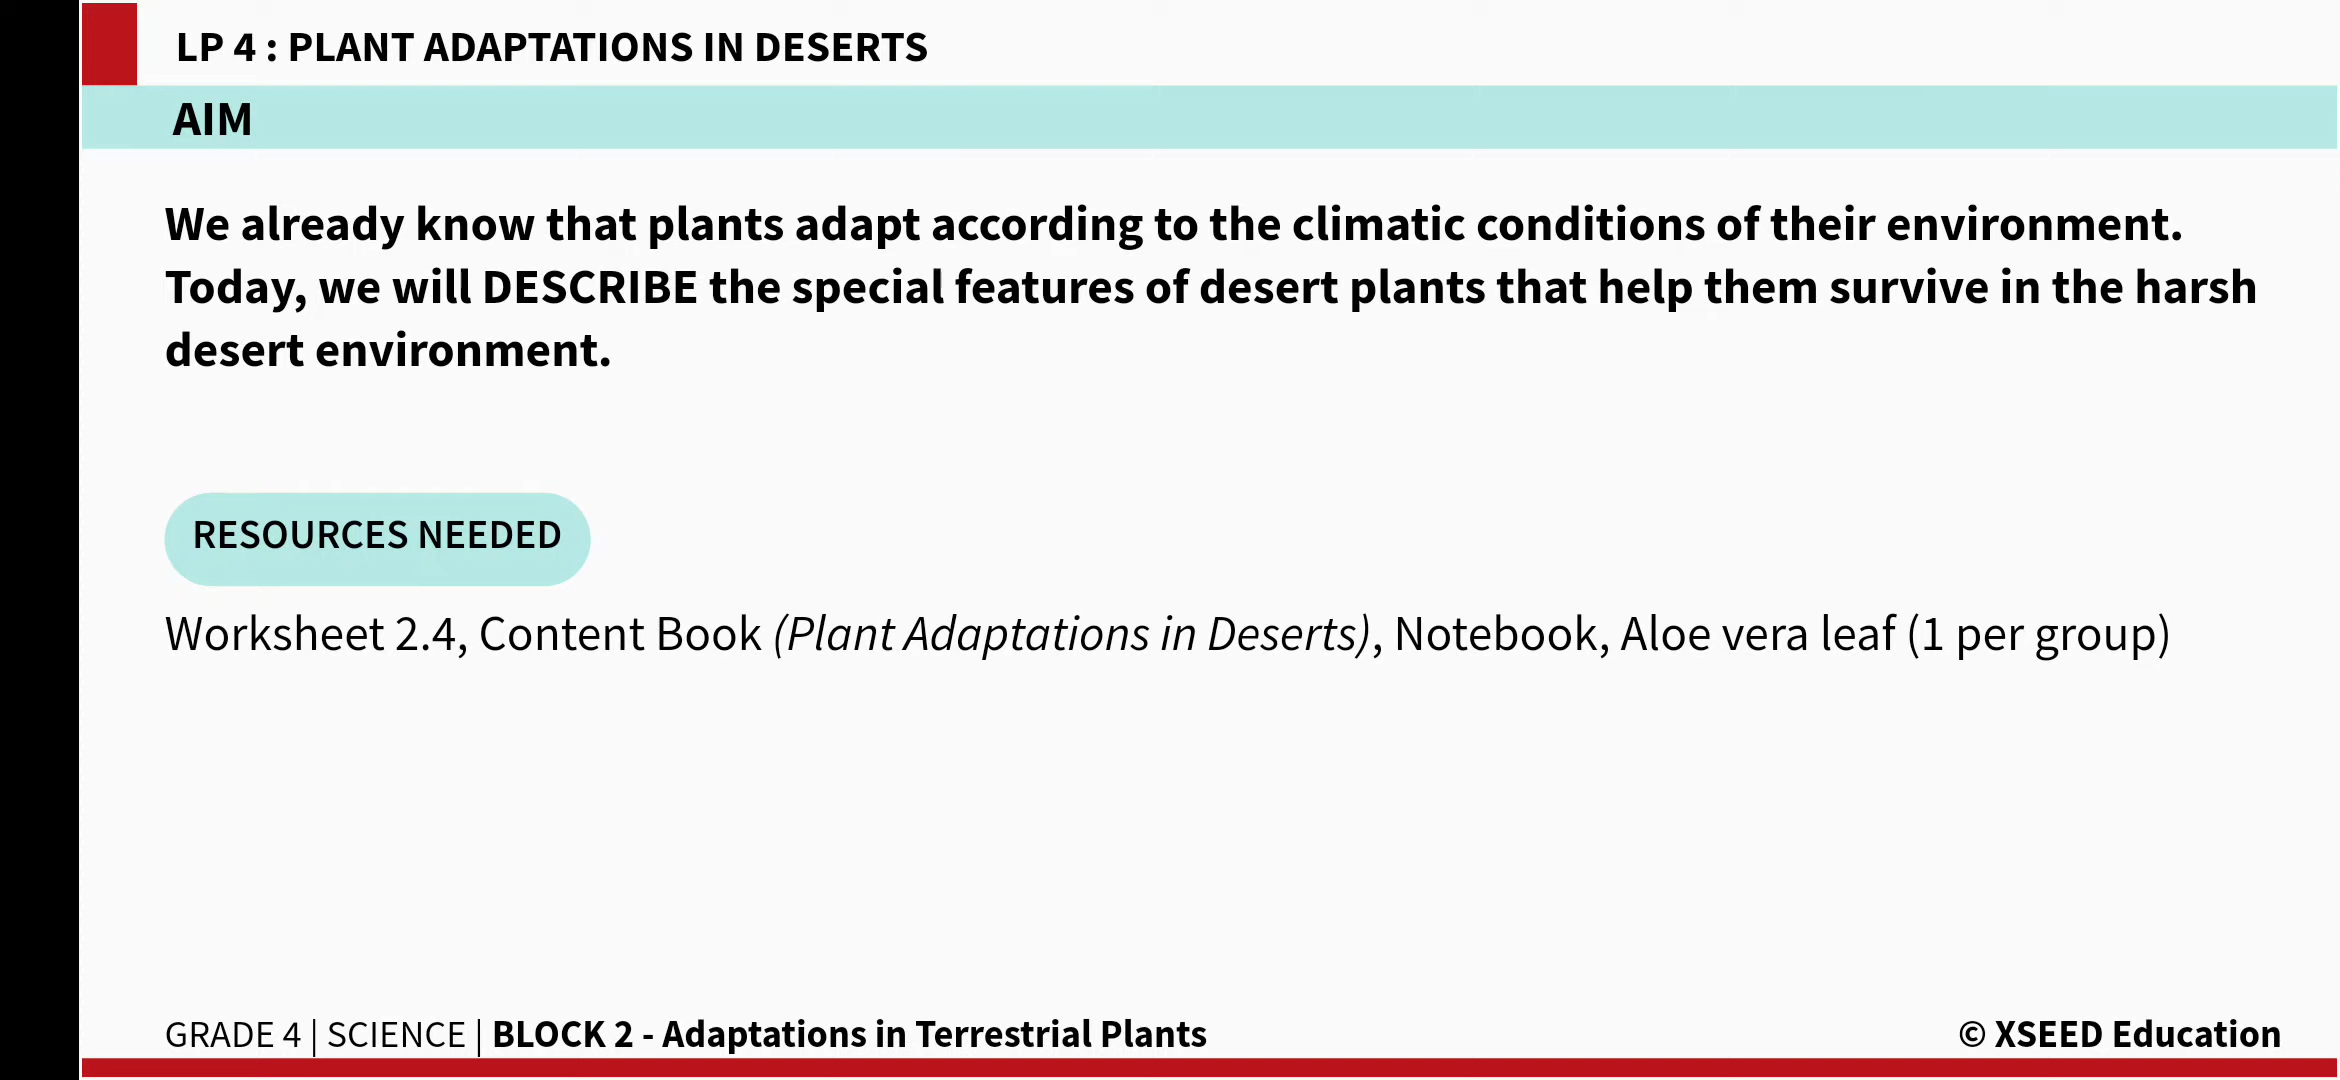 LP 4 : PLANT ADAPTATIONS IN DESERTS
AIM
We already know that plants adapt according to the climatic conditions of their environment.
Today, we will DESCRIBE the special features of desert plants that help them survive in the harsh
desert environment.
RESOURCES NEEDED
Worksheet 2.4, Content Book (Plant Adaptations in Deserts), Notebook, Aloe vera leaf (1 per group)
GRADE 4 | SCIENCE | BLOCK 2 - Adaptations in Terrestrial Plants
© XSEED Education